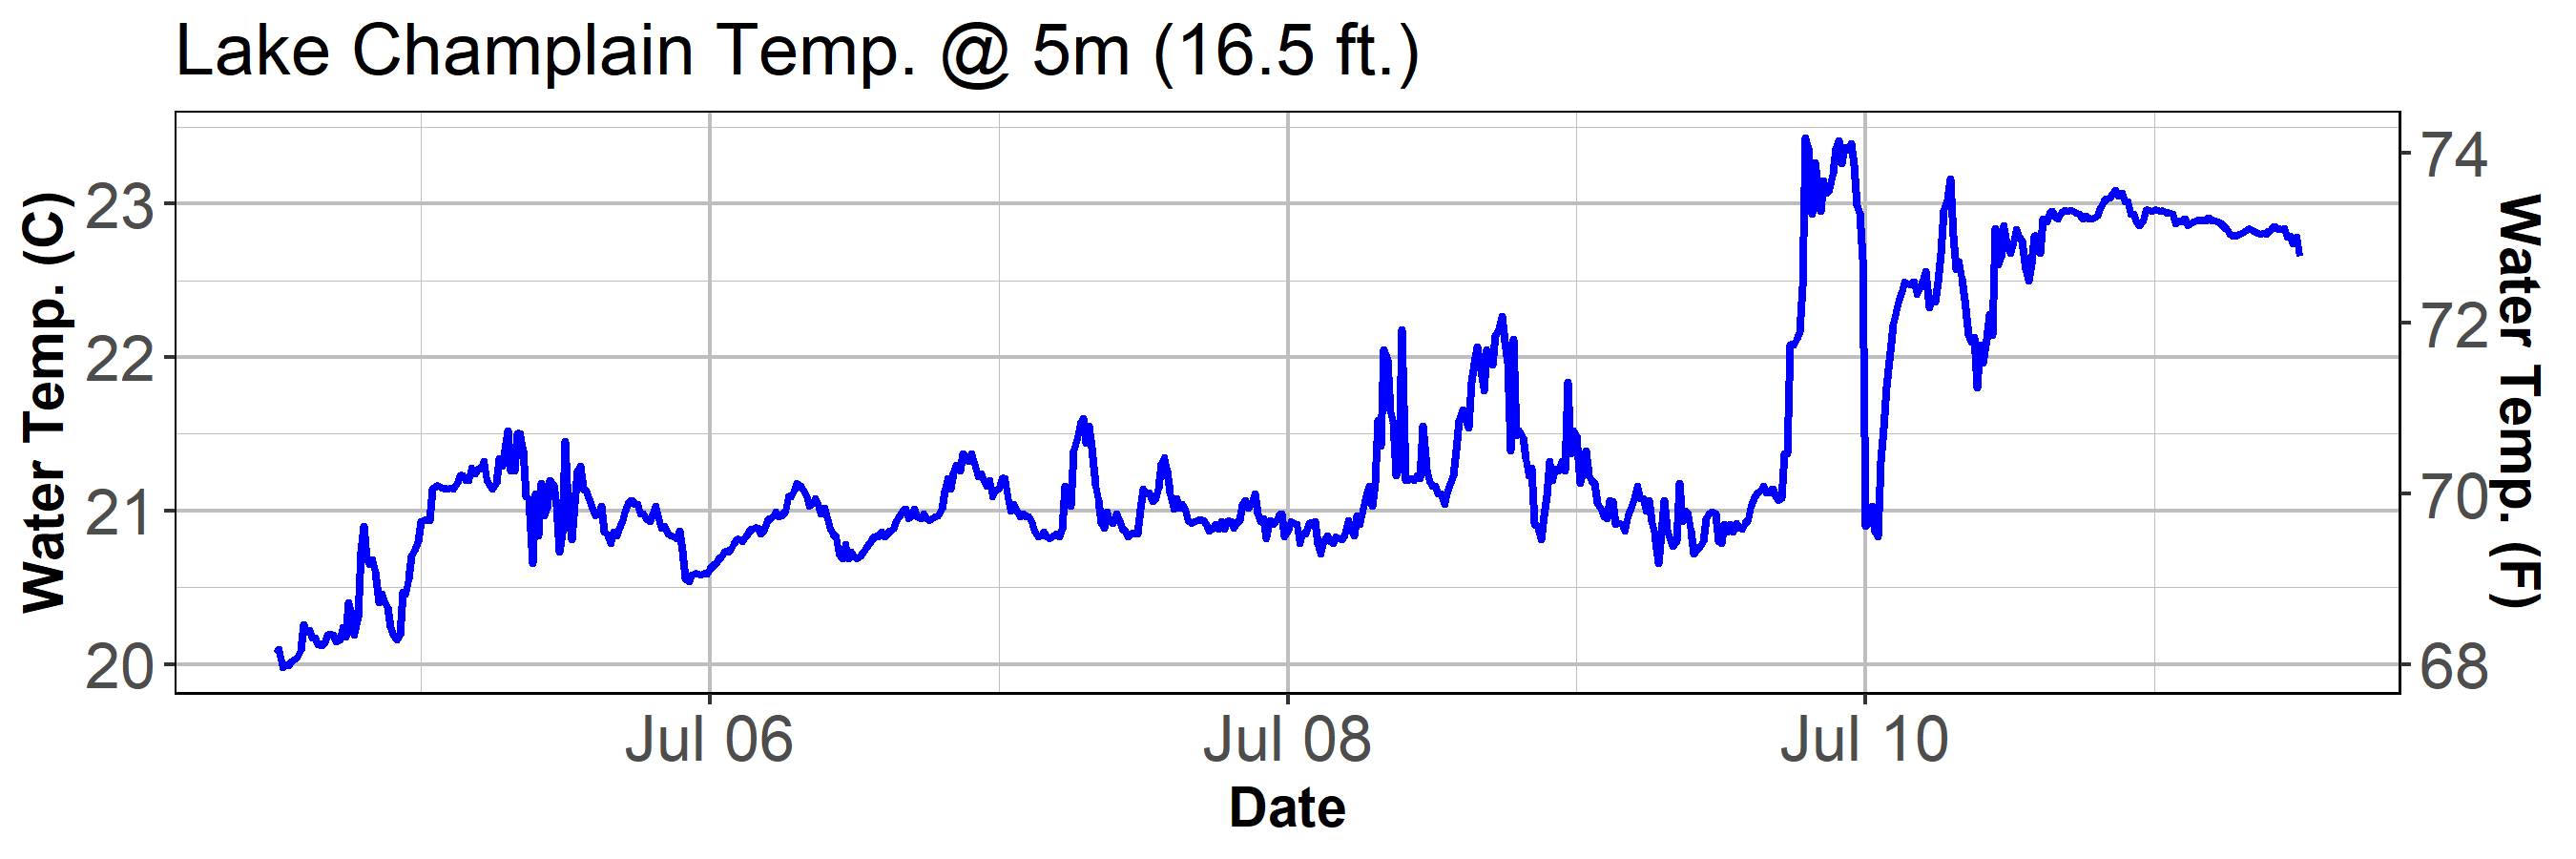 Lake Champlain Temp. @ 5m (16.5 ft.)
Water Temp. (C)
23
22
21
20
74
72
70
68
Water Temp. (F)
Jul 06
Jul 08
Jul 10
Date